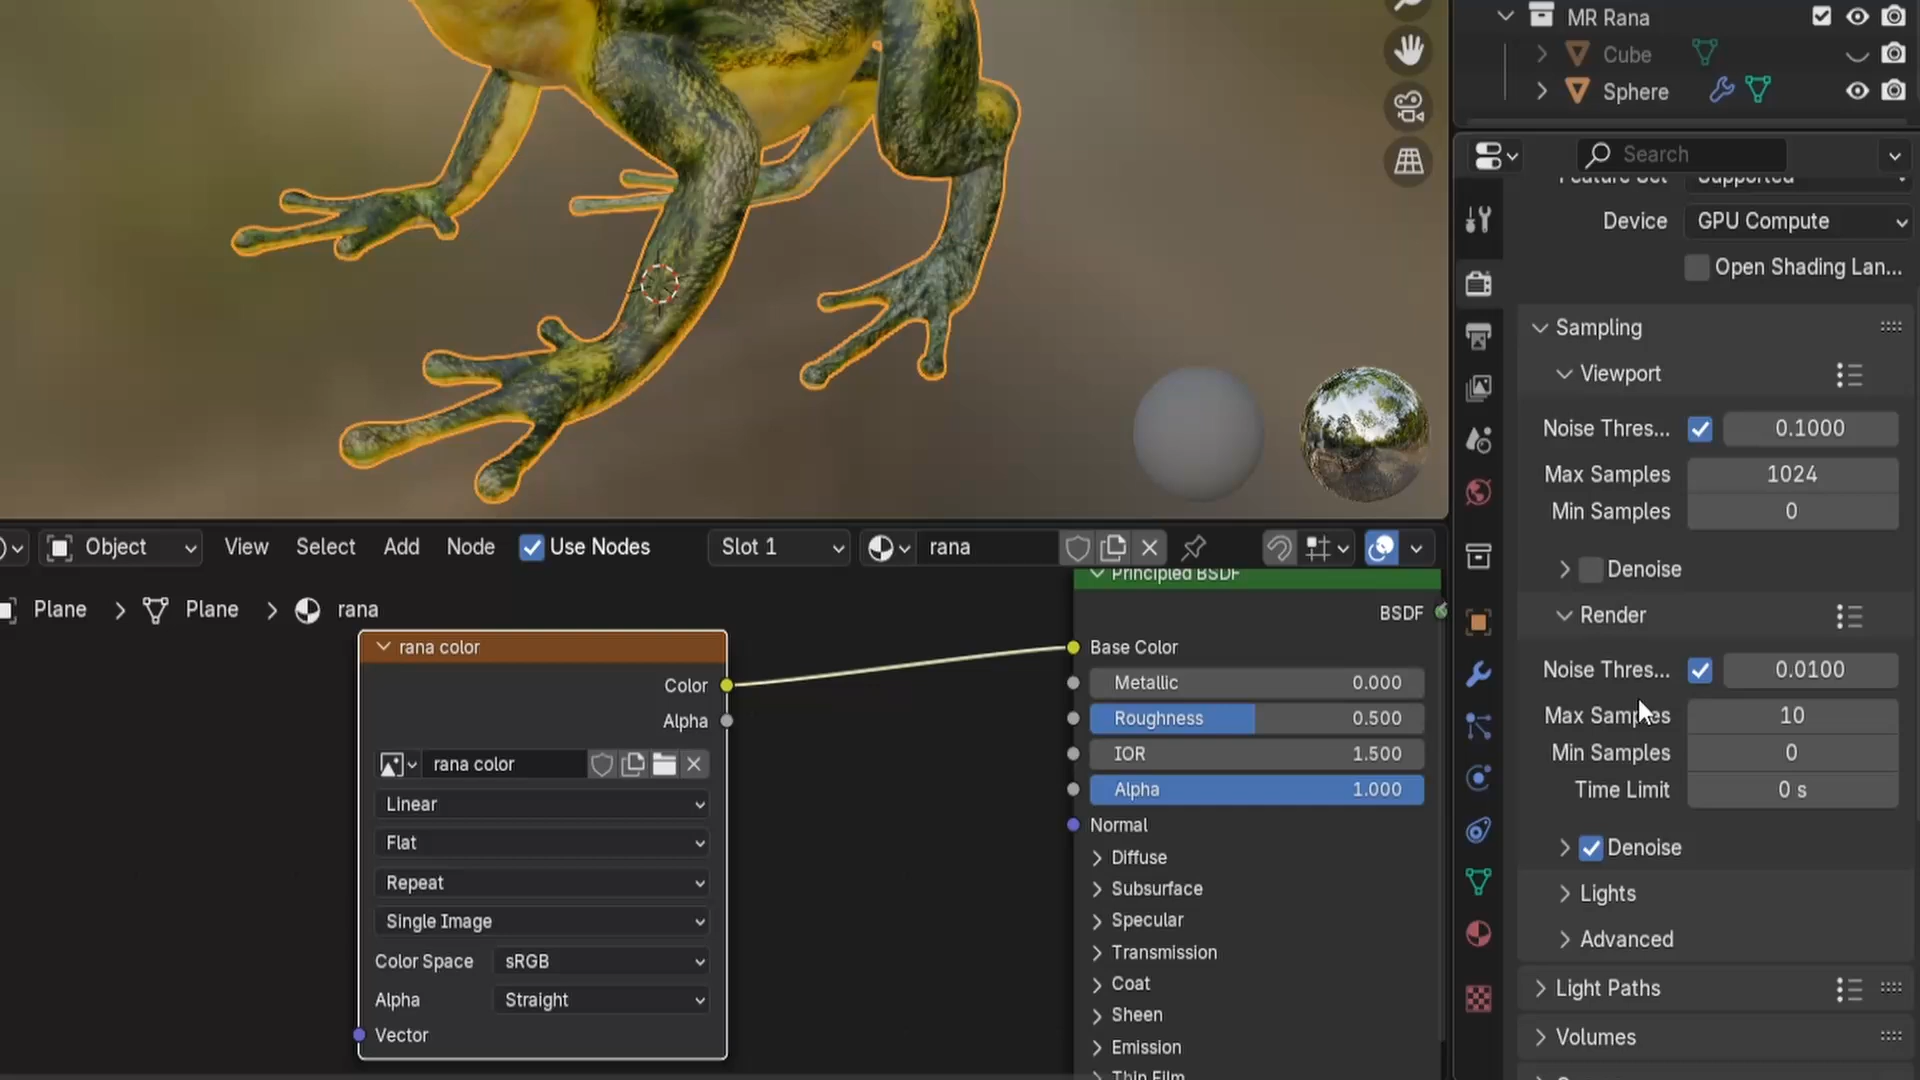 MR Rana
Cube
Sphere
Search
Feature Set Supported
Device GPU Compute
Open Shading Lan...
Sampling
Viewport
Noise Thres... 0.1000
Max Samples 1024
Min Samples 0
Denoise
Render
Noise Thres... 0.0100
Max Samples 10
Min Samples 0
Time Limit 0 s
Denoise
Lights
Advanced
Light Paths
Volumes
Object View Select Add Node Use Nodes Slot 1 rana
Plane > Plane > rana
rana color
Color
Alpha
rana color
Linear
Flat
Repeat
Single Image
Color Space sRGB
Alpha Straight
Vector
Principled BSDF
BSDF
Base Color
Metallic 0.000
Roughness 0.500
IOR 1.500
Alpha 1.000
Normal
Diffuse
Subsurface
Specular
Transmission
Coat
Sheen
Emission
Thin Film